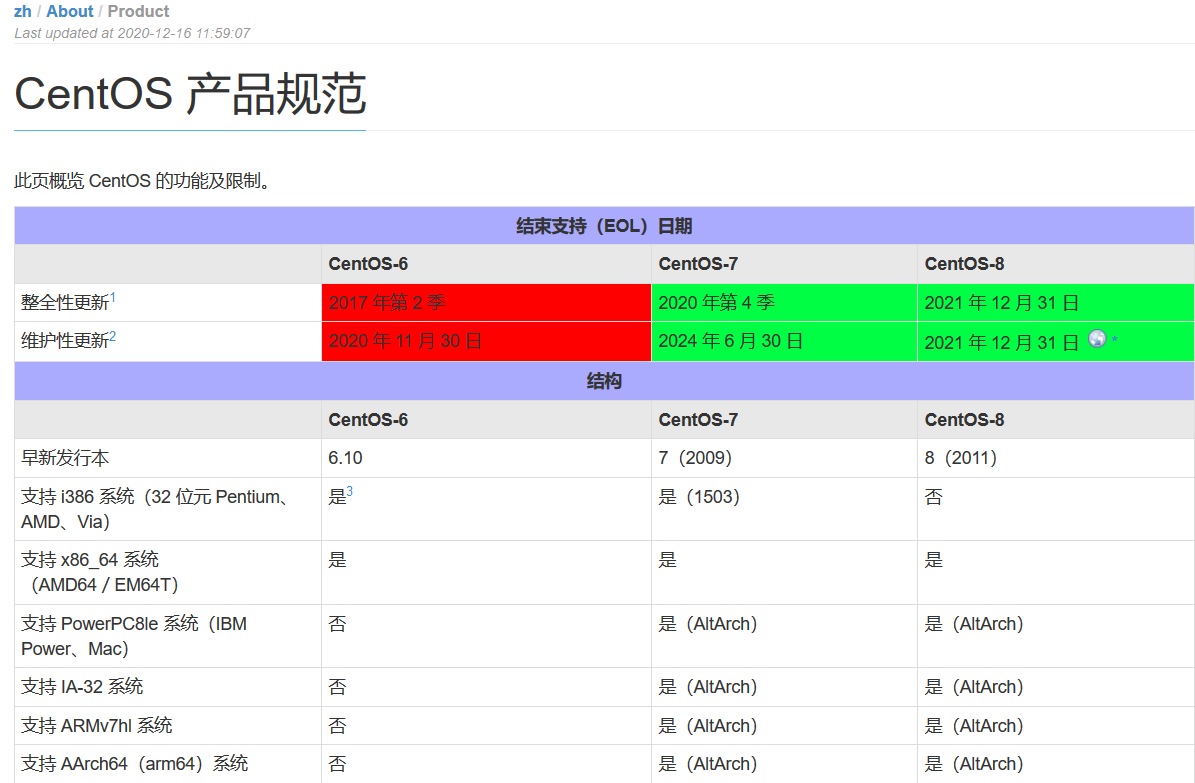 zh / About / Product
Last updated at 2020-12-16 11:59:07
CentOS 产品规范
此页概览 CentOS 的功能及限制。
结束支持（EOL）日期
CentOS-6 CentOS-7 CentOS-8
整全性更新1 2017 年第 2 季 2020 年第 4 季 2021 年 12 月 31 日
维护性更新2 2020 年 11 月 30 日 2024 年 6 月 30 日 2021 年 12 月 31 日 *
结构
CentOS-6 CentOS-7 CentOS-8
早新发行本 6.10 7（2009） 8（2011）
支持 i386 系统（32 位元 Pentium、 是3 是（1503） 否
AMD、Via）
支持 x86_64 系统 是 是 是
（AMD64 / EM64T）
支持 PowerPC8le 系统（IBM 否 是（AltArch） 是（AltArch）
Power、Mac）
支持 IA-32 系统 否 是（AltArch） 是（AltArch）
支持 ARMv7hl 系统 否 是（AltArch） 是（AltArch）
支持 AArch64（arm64）系统 否 是（AltArch） 是（AltArch）